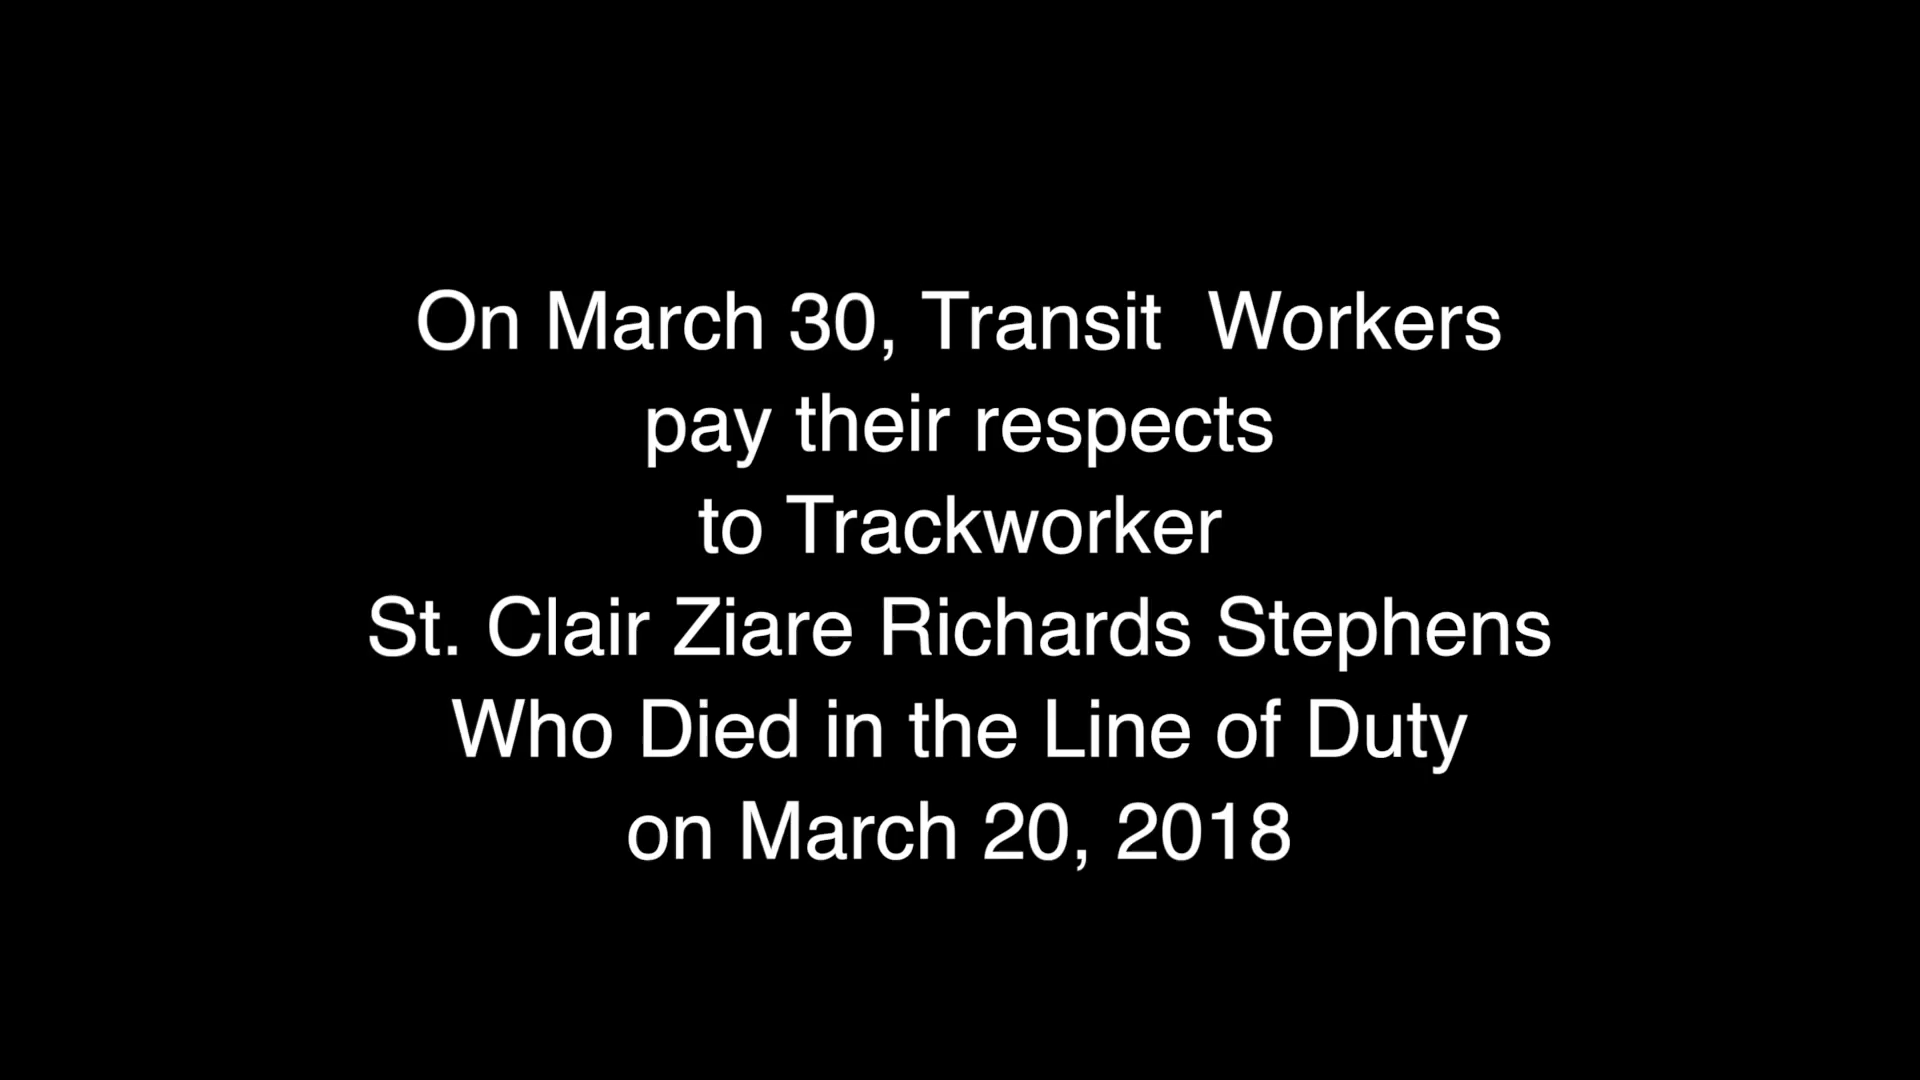 On March 30, Transit  Workers
pay their respects
to Trackworker
St. Clair Ziare Richards Stephens
Who Died in the Line of Duty
on March 20, 2018